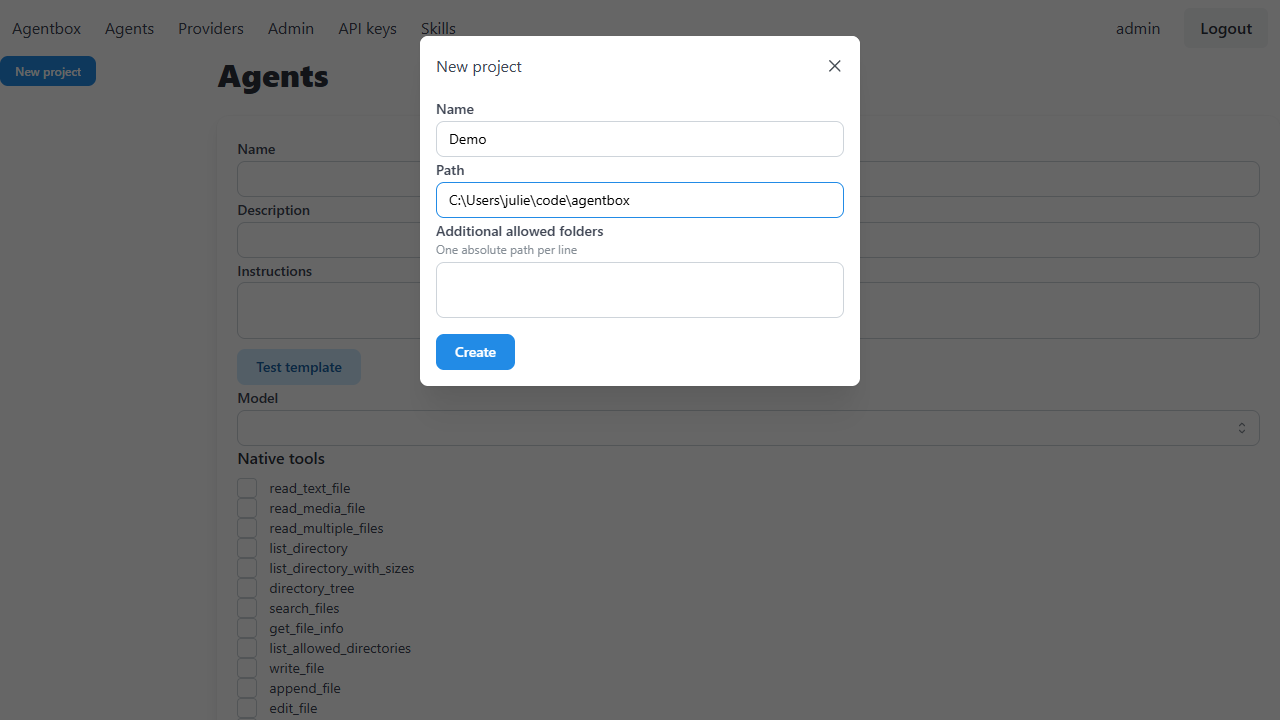 Agentbox Agents Providers Admin API keys Skills admin Logout
New project
Agents
Name
Description
Instructions
Test template
Model
Native tools
read_text_file
read_media_file
read_multiple_files
list_directory
list_directory_with_sizes
directory_tree
search_files
get_file_info
list_allowed_directories
write_file
append_file
edit_file
New project
Name
Demo
Path
C:\Users\julie\code\agentbox
Additional allowed folders
One absolute path per line
Create